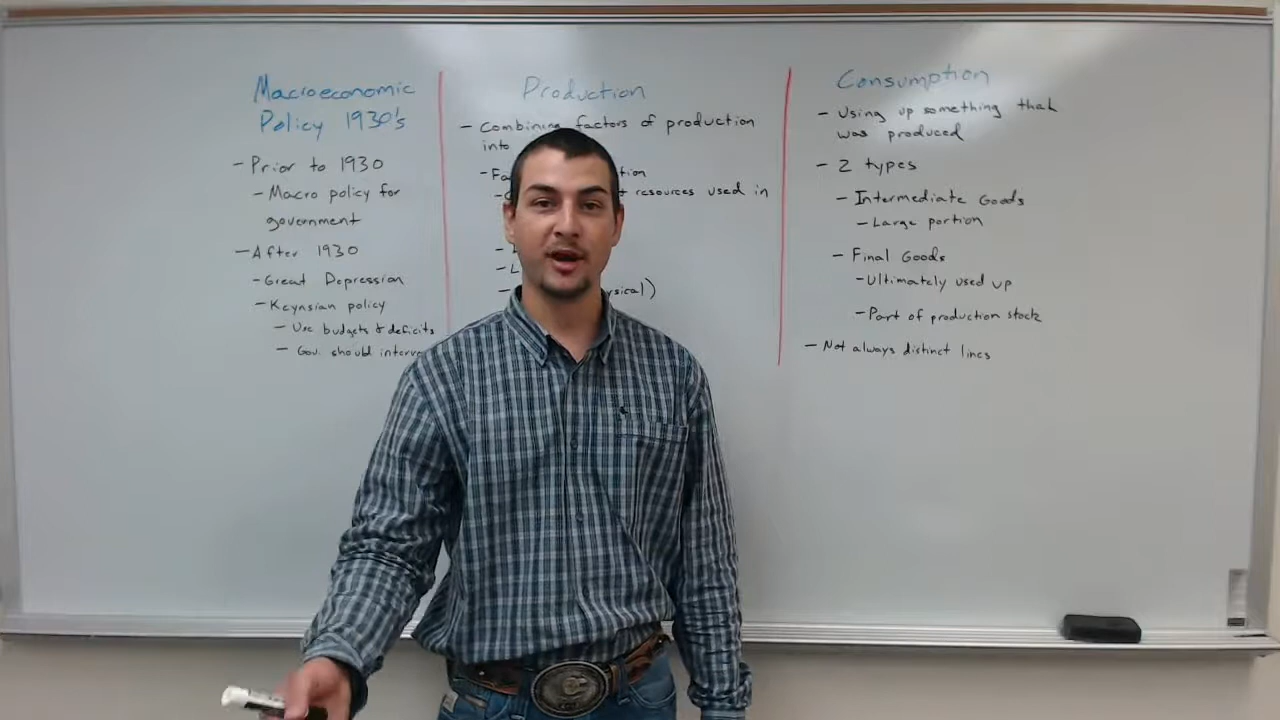 Macroeconomic
Policy 1930's
- Prior to 1930
- Macro policy for
government
- After 1930
- Great Depression
- Keynsian policy
- Use budgets & deficits
- Gov. should interv
Production
- Combining factors of production
into
- Fa tion
- resources used in
- L
- ysical)
Consumption
- Using up something that
was produced
- 2 types
- Intermediate Goods
- Large portion
- Final Goods
- Ultimately used up
- Part of production stock
- Not always distinct lines